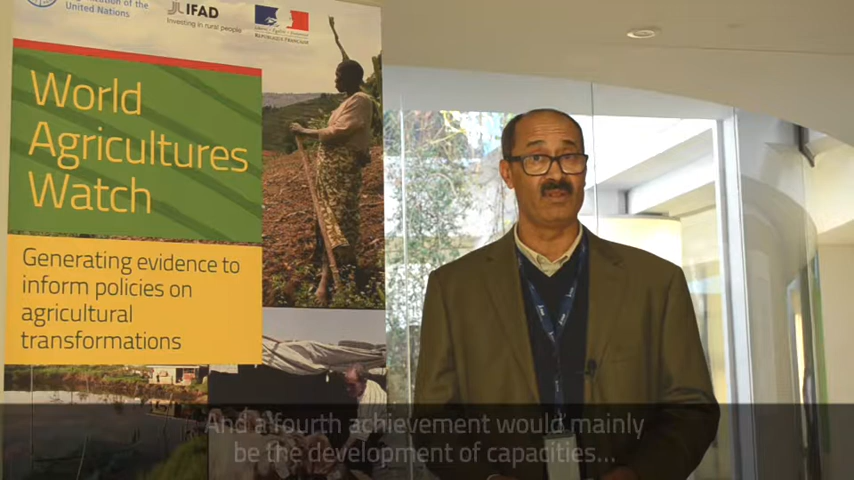 United Nations
IFAD
Investing in rural people
RÉPUBLIQUE FRANÇAISE
World
Agricultures
Watch
Generating evidence to
inform policies on
agricultural
transformations
And a fourth achievement would mainly
be the development of capacities...